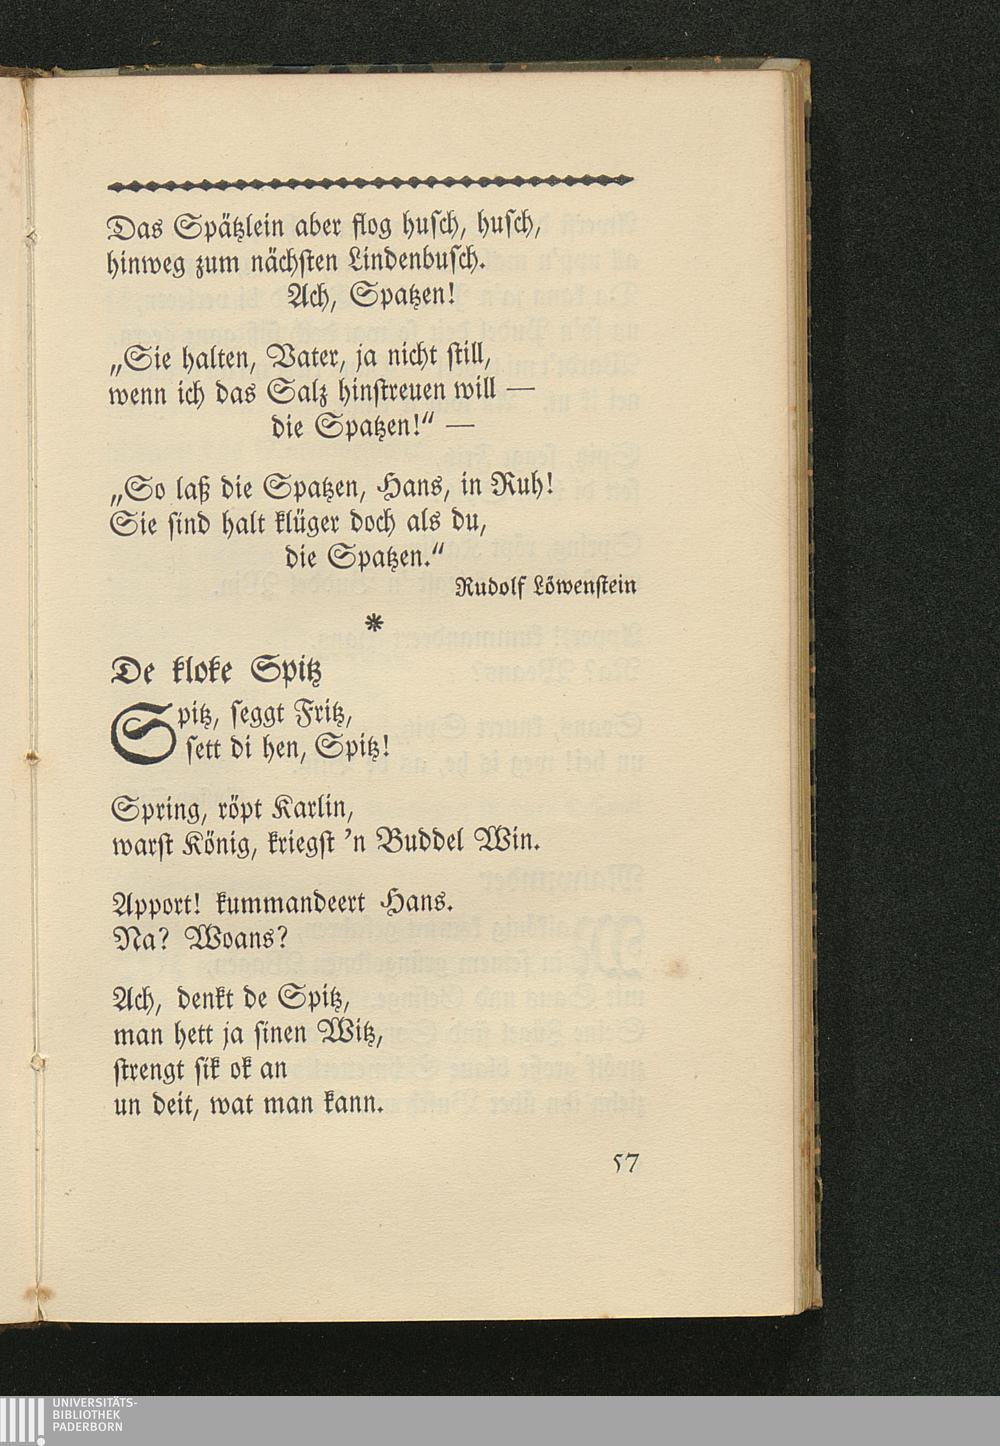 Das Spätzlein aber flog husch, husch,
hinweg zum nächsten Lindenbusch.
Ach, Spatzen!
„Sie halten, Vater, ja nicht still,
wenn ich das Salz hinstreuen will —
die Spatzen!“ —
„So laß die Spatzen, Hans, in Ruh!
Sie sind halt klüger doch als du,
die Spatzen.“
Rudolf Löwenstein
*
De kloke Spitz
Spitz, seggt Fritz,
sett di hen, Spitz!
Spring, röpt Karlin,
warst König, kriegst ’n Buddel Win.
Apport! kummandeert Hans.
Na? Woans?
Ach, denkt de Spitz,
man hett ja sinen Witz,
strengt sik ok an
un deit, wat man kann.
57
UNIVERSITÄTS-
BIBLIOTHEK
PADERBORN